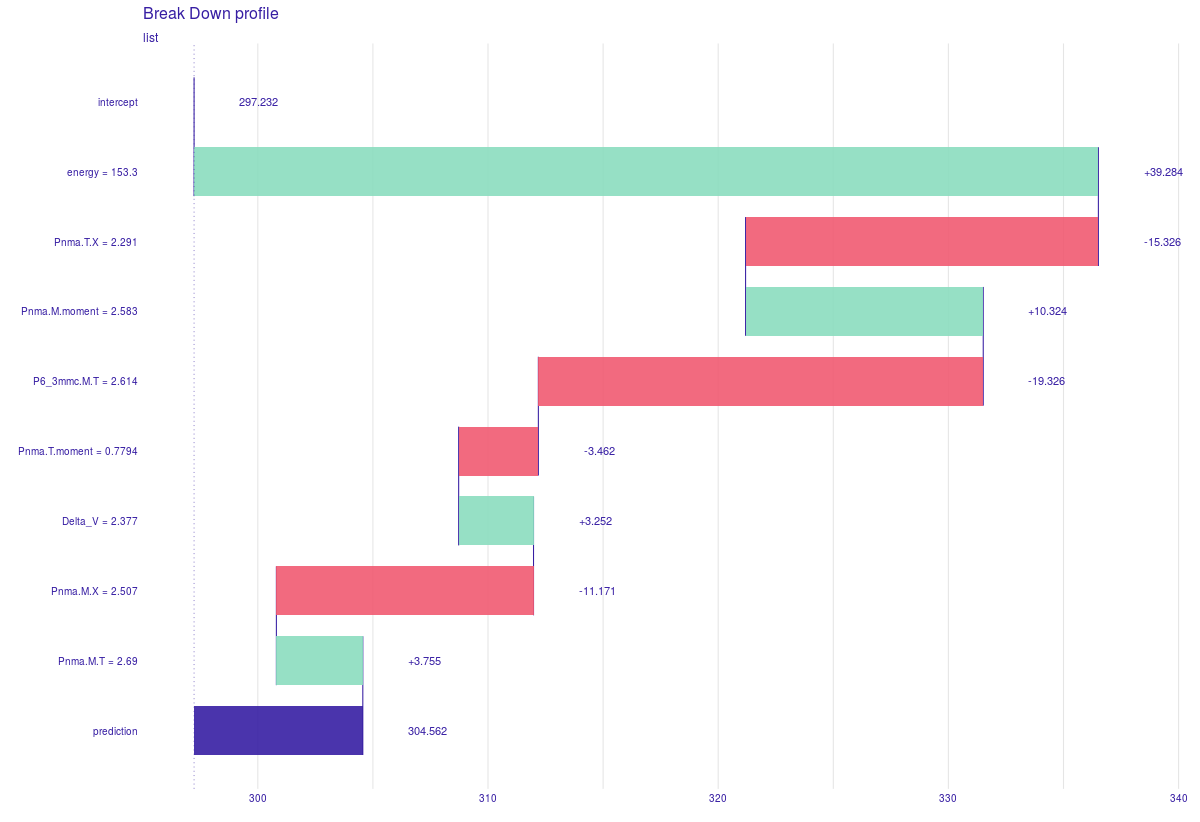 Break Down profile
list
intercept 297.232
energy = 153.3 +39.284
Pnma.T.X = 2.291 -15.326
Pnma.M.moment = 2.583 +10.324
P6_3mmc.M.T = 2.614 -19.326
Pnma.T.moment = 0.7794 -3.462
Delta_V = 2.377 +3.252
Pnma.M.X = 2.507 -11.171
Pnma.M.T = 2.69 +3.755
prediction 304.562
300 310 320 330 340